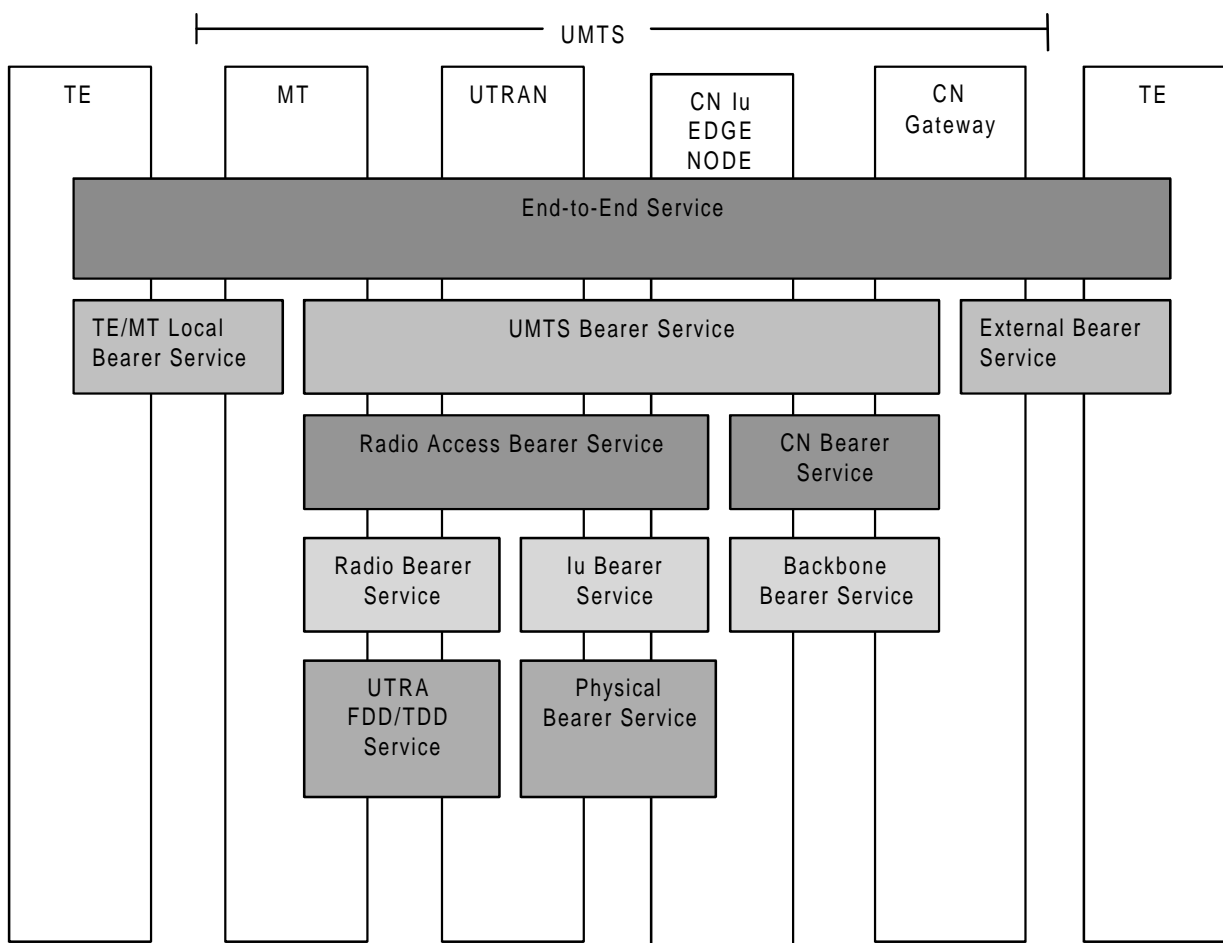 UMTS
TE
MT
UTRAN
CN Iu
EDGE
NODE
CN
Gateway
TE
End-to-End Service
TE/MT Local
Bearer Service
UMTS Bearer Service
External Bearer
Service
Radio Access Bearer Service
CN Bearer
Service
Radio Bearer
Service
Iu Bearer
Service
Backbone
Bearer Service
UTRA
FDD/TDD
Service
Physical
Bearer Service